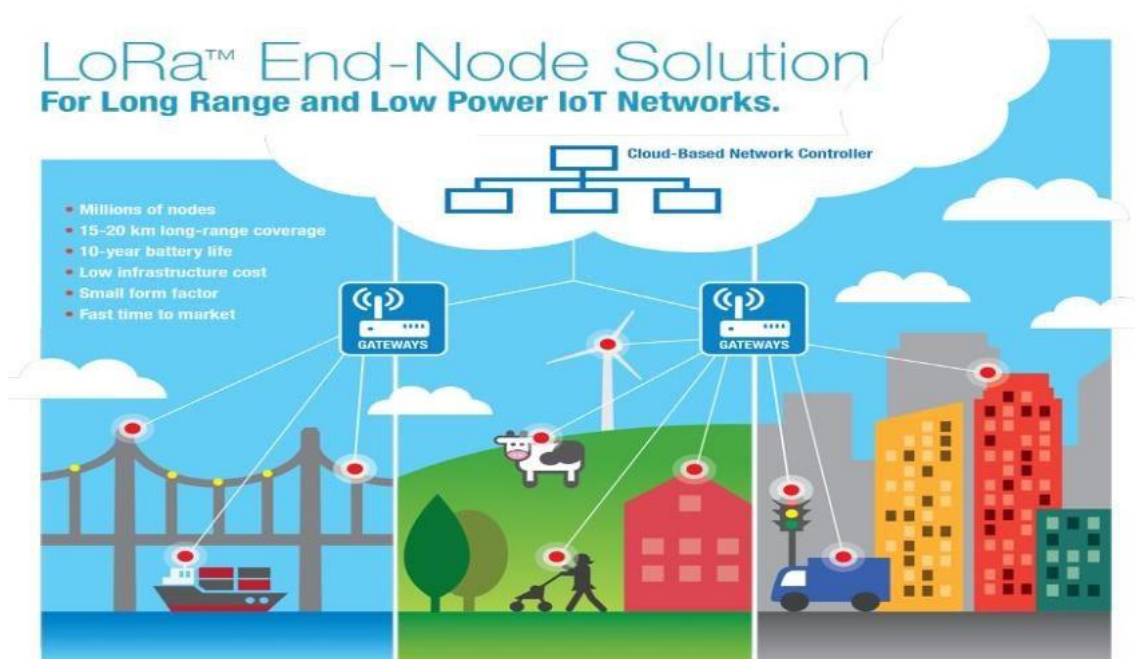 LoRa™ End-Node Solution
For Long Range and Low Power IoT Networks.
Cloud-Based Network Controller
• Millions of nodes
• 15-20 km long-range coverage
• 10-year battery life
• Low infrastructure cost
• Small form factor
• Fast time to market
GATEWAYS
GATEWAYS